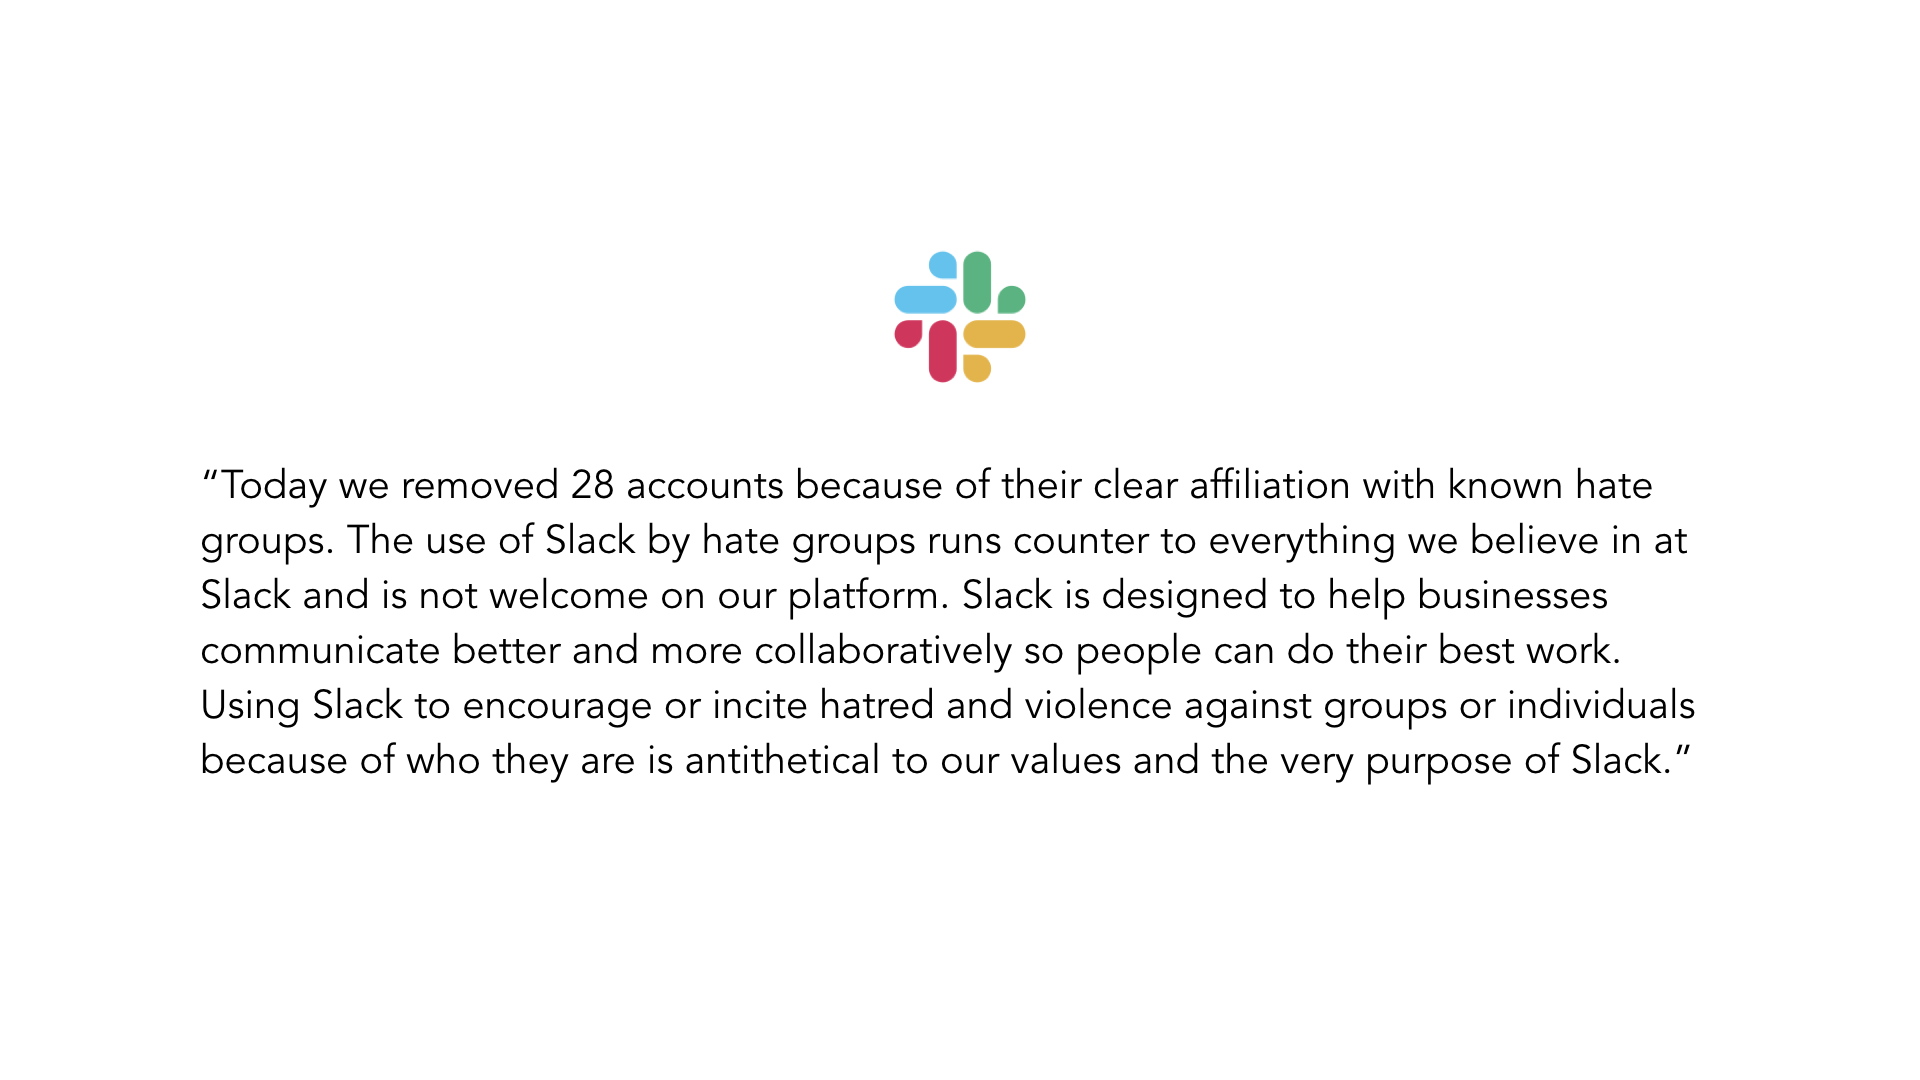 “Today we removed 28 accounts because of their clear affiliation with known hate
groups. The use of Slack by hate groups runs counter to everything we believe in at
Slack and is not welcome on our platform. Slack is designed to help businesses
communicate better and more collaboratively so people can do their best work.
Using Slack to encourage or incite hatred and violence against groups or individuals
because of who they are is antithetical to our values and the very purpose of Slack.”